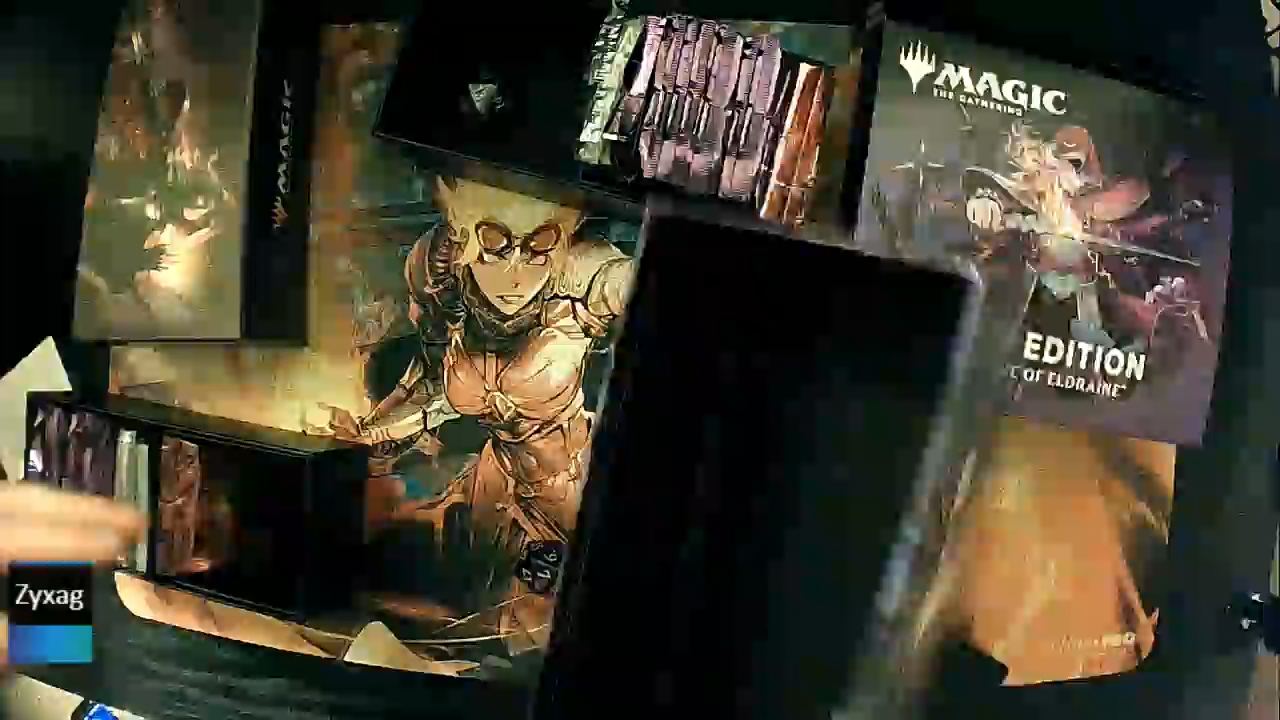 MAGIC
THE GATHERING
MAGIC
EDITION
OF ELDRAINE
Zyxag